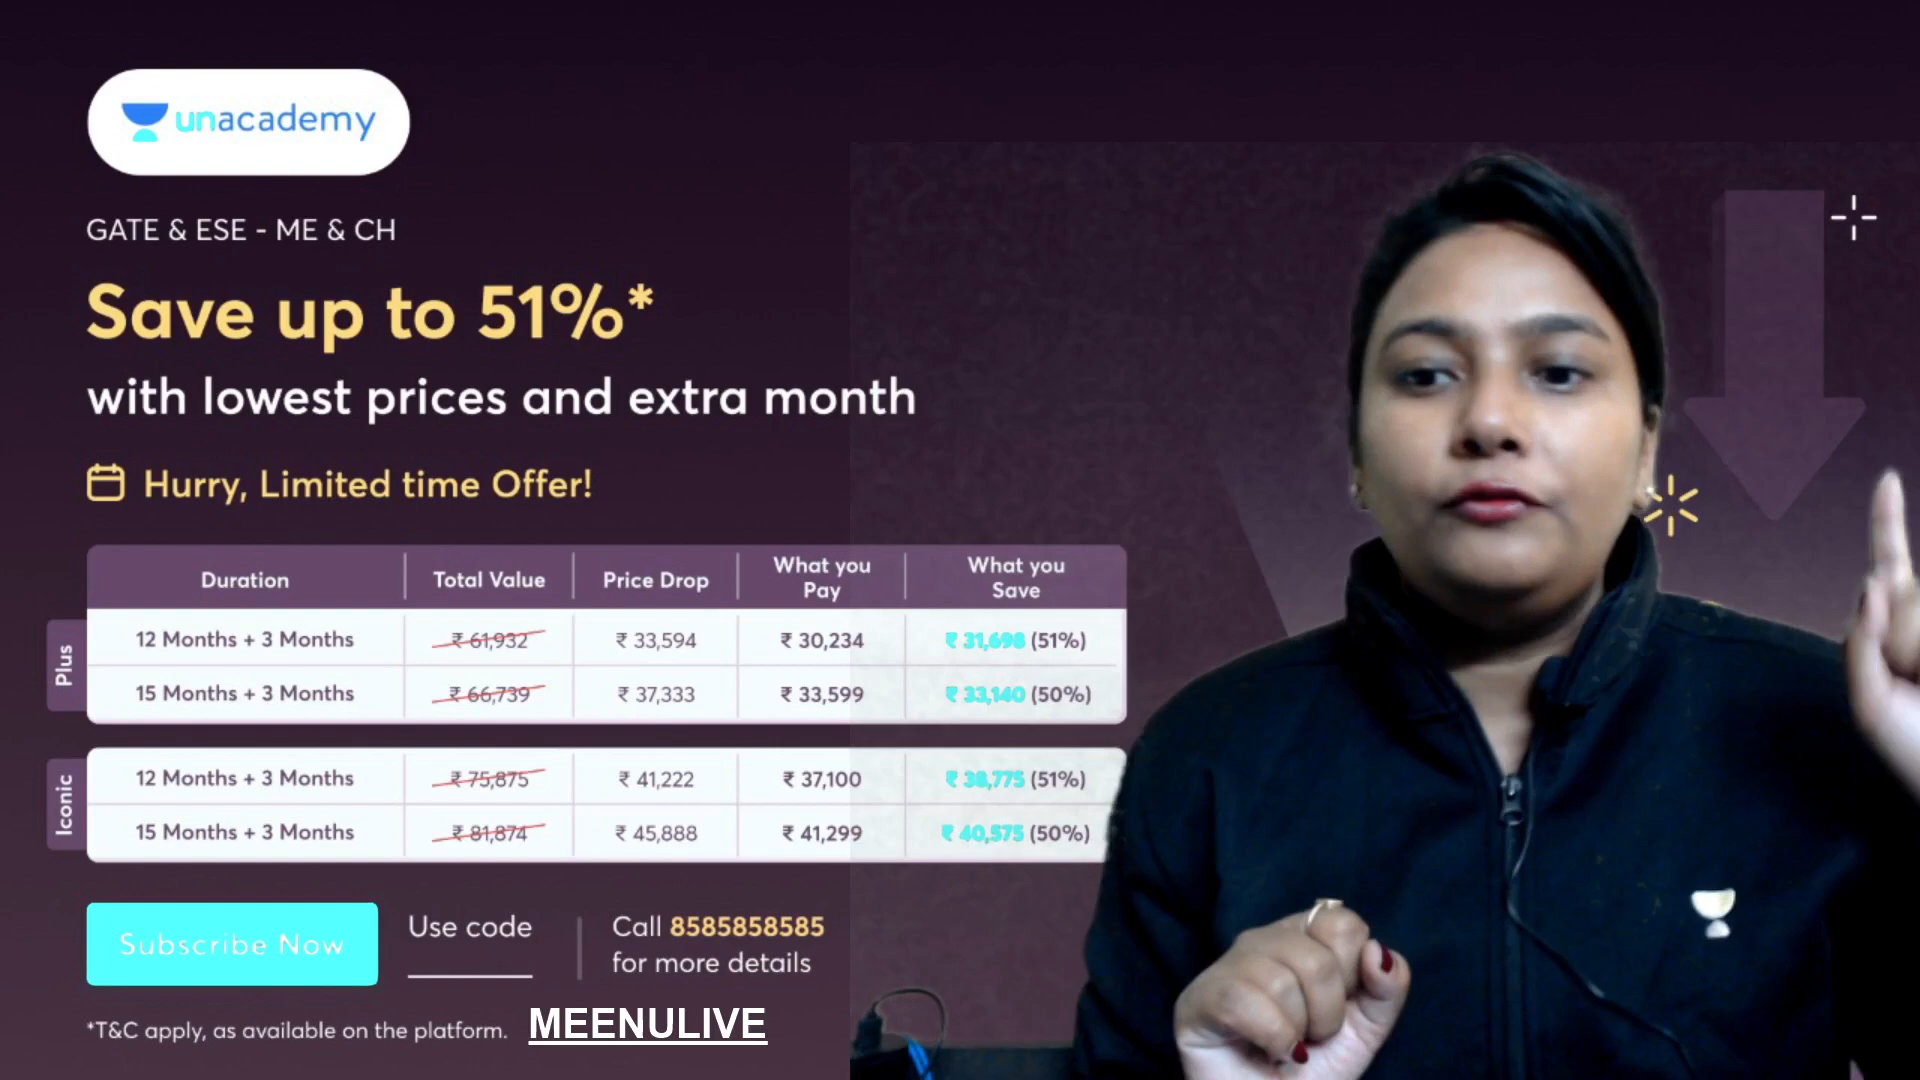 unacademy
GATE & ESE - ME & CH
Save up to 51%*
with lowest prices and extra month
Hurry, Limited time Offer!
Duration Total Value Price Drop What you Pay What you Save
Plus
12 Months + 3 Months ₹ 61,932 ₹ 33,594 ₹ 30,234 ₹ 31,698 (51%)
15 Months + 3 Months ₹ 66,739 ₹ 37,333 ₹ 33,599 ₹ 33,140 (50%)
Iconic
12 Months + 3 Months ₹ 75,875 ₹ 41,222 ₹ 37,100 ₹ 38,775 (51%)
15 Months + 3 Months ₹ 81,874 ₹ 45,888 ₹ 41,299 ₹ 40,575 (50%)
Subscribe Now
Use code
Call 8585858585
for more details
*T&C apply, as available on the platform.
MEENULIVE